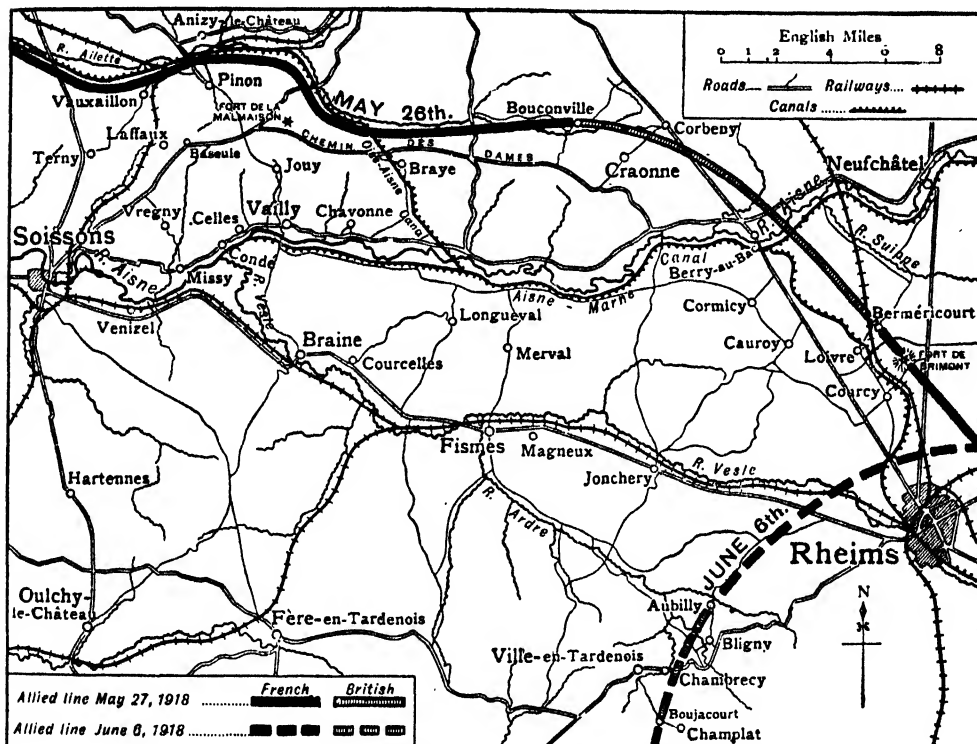 Anizy-le-Château
English Miles
0 1 2 4 6 8
Roads Railways
Canals
R. Ailette
Pinon
Vauxaillon
FORT DE LA
MALMAISON
MAY 26th.
Bouconville
Corbeny
Laffaux
Terny
Baseule
CHEMIN DES DAMES
Jouy
Oise-Aisne
Canal
Braye
Craonne
Neufchâtel
Vregny
Celles
Vailly
Chavonne
R. Aisne
R. Suippe
Soissons
R. Aisne
Missy
Condé
R. Vesle
Canal
Berry-au-Bac
Aisne - Marne
Venizel
Longueval
Cormicy
Berméricourt
Braine
Courcelles
Merval
Cauroy
Loivre
FORT DE
BRIMONT
Courcy
Fismes
Magneux
Jonchery
R. Vesle
Hartennes
R. Ardre
JUNE 6th.
Rheims
N
Oulchy-
le-Château
Fère-en-Tardenois
Aubilly
Bligny
Ville-en-Tardenois
Chambrecy
Boujacourt
Champlat
French British
Allied line May 27, 1918
Allied line June 6, 1918